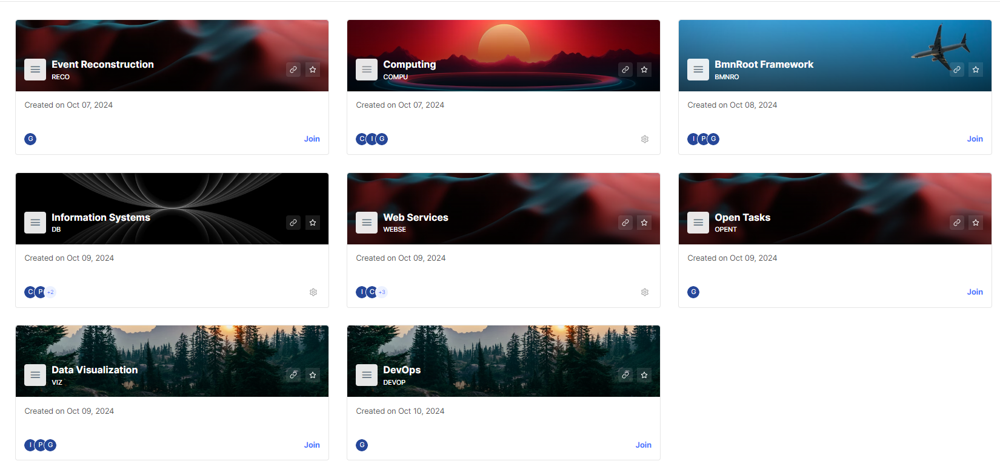 Event Reconstruction
RECO
Created on Oct 07, 2024
G
Join
Computing
COMPU
Created on Oct 07, 2024
C I G
BmnRoot Framework
BMNRO
Created on Oct 08, 2024
I P G
Join
Information Systems
DB
Created on Oct 09, 2024
C P +2
Web Services
WEBSE
Created on Oct 09, 2024
I C +3
Open Tasks
OPENT
Created on Oct 09, 2024
G
Join
Data Visualization
VIZ
Created on Oct 09, 2024
I P G
Join
DevOps
DEVOP
Created on Oct 10, 2024
G
Join